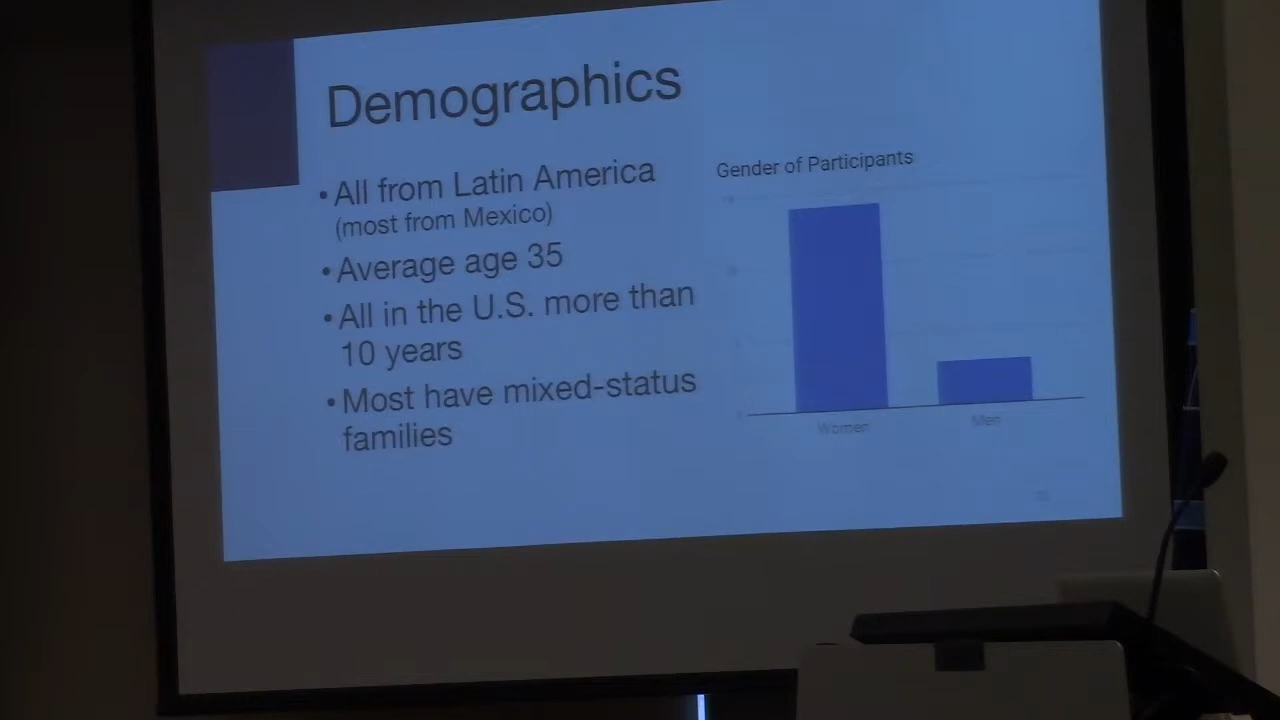 Demographics
• All from Latin America
(most from Mexico)
• Average age 35
• All in the U.S. more than
10 years
• Most have mixed-status
families
Gender of Participants
Women
Men